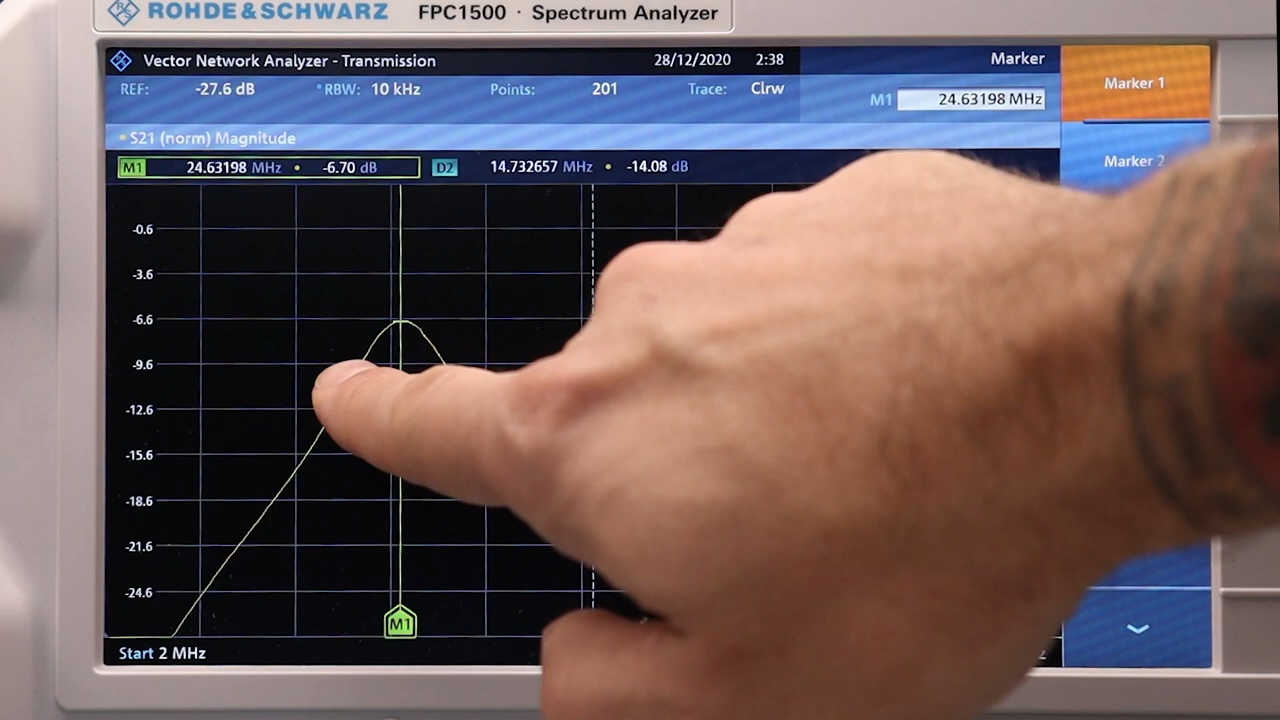 ROHDE & SCHWARZ FPC1500 · Spectrum Analyzer
Vector Network Analyzer - Transmission 28/12/2020 2:38 Marker
REF: -27.6 dB RBW: 10 kHz Points: 201 Trace: Clrw
M1 24.63198 MHz
Marker 1
S21 (norm) Magnitude
M1 24.63198 MHz • -6.70 dB D2 14.732657 MHz • -14.08 dB
Marker 2
-0.6
-3.6
-6.6
-9.6
-12.6
-15.6
-18.6
-21.6
-24.6
M1
Start 2 MHz